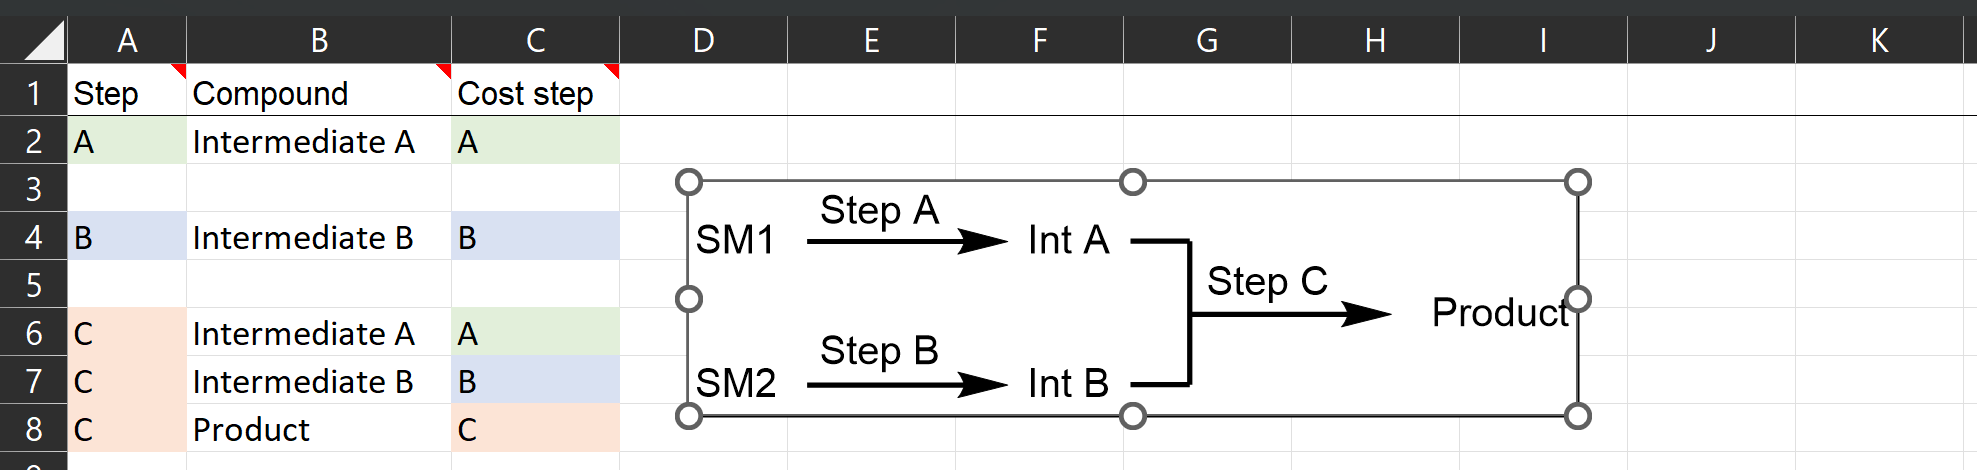 A B C D E F G H I J K
1 Step Compound Cost step
2 A Intermediate A A
3
4 B Intermediate B B
5
6 C Intermediate A A
7 C Intermediate B B
8 C Product C
Step A
SM1 Int A
Step C
Product
Step B
SM2 Int B